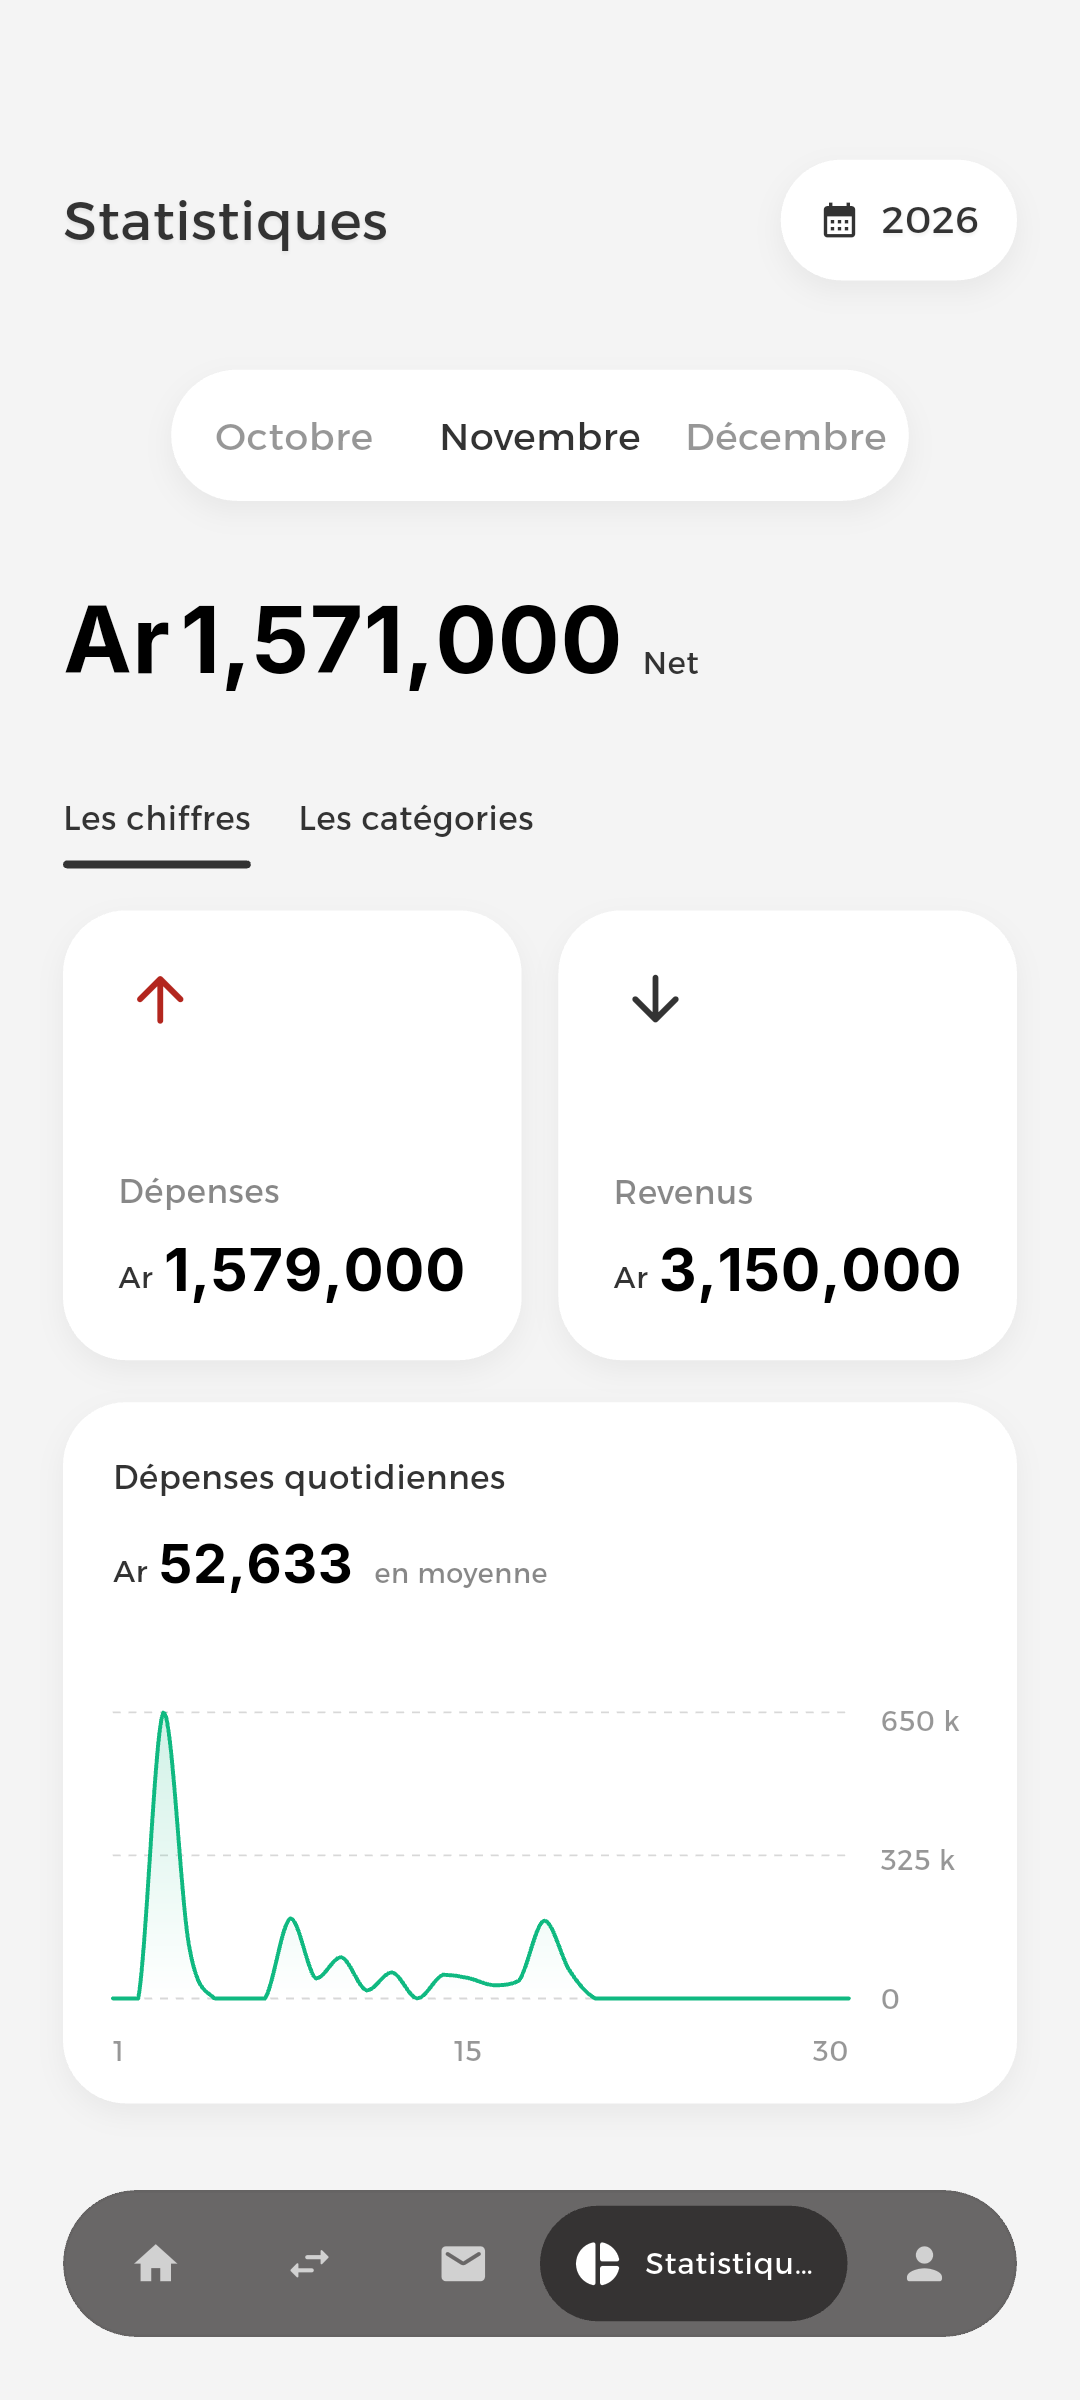 Statistiques
2026
Octobre Novembre Décembre
Ar 1,571,000 Net
Les chiffres Les catégories
Dépenses
Ar 1,579,000
Revenus
Ar 3,150,000
Dépenses quotidiennes
Ar 52,633 en moyenne
650 k
325 k
0
1 15 30
Statistiqu...